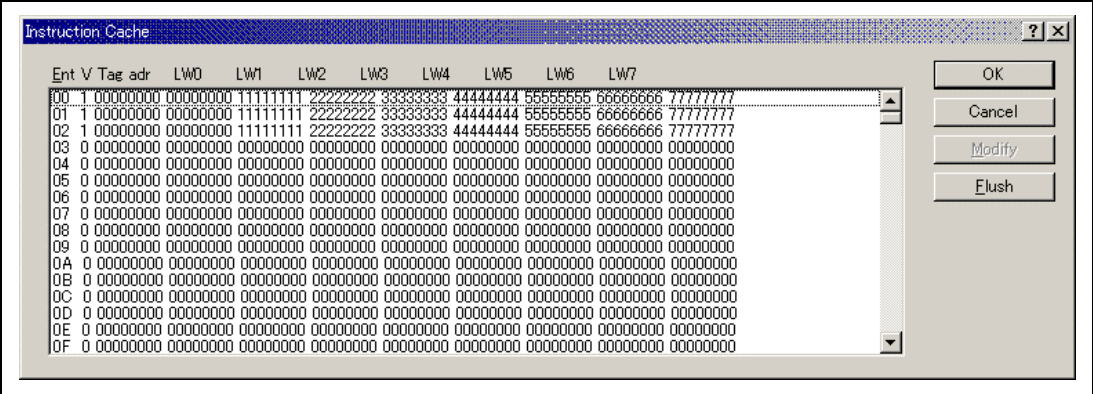 Instruction Cache
Ent V Tag adr LW0 LW1 LW2 LW3 LW4 LW5 LW6 LW7
00 1 00000000 00000000 11111111 22222222 33333333 44444444 55555555 66666666 77777777
01 1 00000000 00000000 11111111 22222222 33333333 44444444 55555555 66666666 77777777
02 1 00000000 00000000 11111111 22222222 33333333 44444444 55555555 66666666 77777777
03 0 00000000 00000000 00000000 00000000 00000000 00000000 00000000 00000000 00000000
04 0 00000000 00000000 00000000 00000000 00000000 00000000 00000000 00000000 00000000
05 0 00000000 00000000 00000000 00000000 00000000 00000000 00000000 00000000 00000000
06 0 00000000 00000000 00000000 00000000 00000000 00000000 00000000 00000000 00000000
07 0 00000000 00000000 00000000 00000000 00000000 00000000 00000000 00000000 00000000
08 0 00000000 00000000 00000000 00000000 00000000 00000000 00000000 00000000 00000000
09 0 00000000 00000000 00000000 00000000 00000000 00000000 00000000 00000000 00000000
0A 0 00000000 00000000 00000000 00000000 00000000 00000000 00000000 00000000 00000000
0B 0 00000000 00000000 00000000 00000000 00000000 00000000 00000000 00000000 00000000
0C 0 00000000 00000000 00000000 00000000 00000000 00000000 00000000 00000000 00000000
0D 0 00000000 00000000 00000000 00000000 00000000 00000000 00000000 00000000 00000000
0E 0 00000000 00000000 00000000 00000000 00000000 00000000 00000000 00000000 00000000
0F 0 00000000 00000000 00000000 00000000 00000000 00000000 00000000 00000000 00000000
OK
Cancel
Modify
Flush